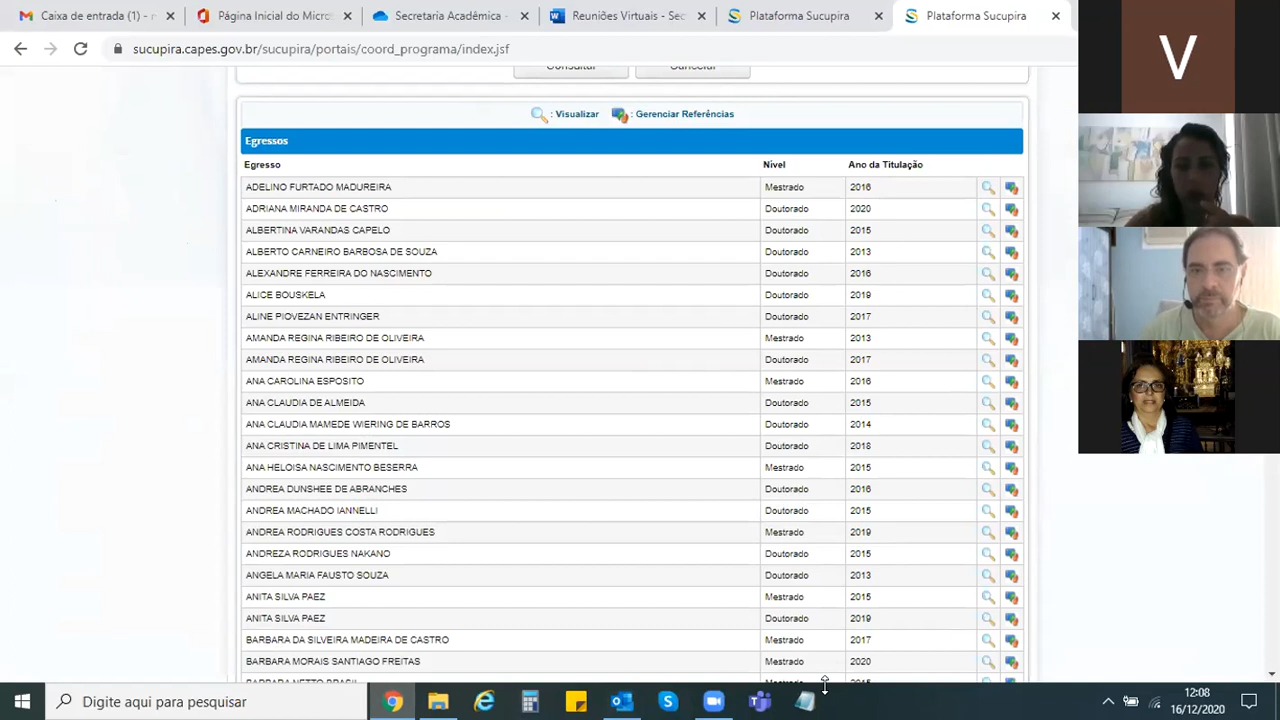 Caixa de entrada (1) -
Página Inicial do Micros
Secretaria Acadêmica -
Reuniões Virtuais - Sec
Plataforma Sucupira
Plataforma Sucupira
sucupira.capes.gov.br/sucupira/portais/coord_programa/index.jsf
V
Consultar Cancelar
: Visualizar : Gerenciar Referências
Egressos
Egresso Nível Ano da Titulação
ADELINO FURTADO MADUREIRA Mestrado 2016
ADRIANA MIRANDA DE CASTRO Doutorado 2020
ALBERTINA VARANDAS CAPELO Doutorado 2015
ALBERTO CARNEIRO BARBOSA DE SOUZA Doutorado 2013
ALEXANDRE FERREIRA DO NASCIMENTO Doutorado 2016
ALICE BOUSKELA Doutorado 2019
ALINE PIOVEZAN ENTRINGER Doutorado 2017
AMANDA REGINA RIBEIRO DE OLIVEIRA Mestrado 2013
AMANDA REGINA RIBEIRO DE OLIVEIRA Doutorado 2017
ANA CAROLINA ESPOSITO Mestrado 2016
ANA CLAUDIA DE ALMEIDA Doutorado 2015
ANA CLAUDIA MAMEDE WIERING DE BARROS Doutorado 2014
ANA CRISTINA DE LIMA PIMENTEL Doutorado 2018
ANA HELOISA NASCIMENTO BESERRA Mestrado 2015
ANDREA DUNSHEE DE ABRANCHES Doutorado 2016
ANDREA MACHADO IANNELLI Doutorado 2015
ANDREA RODRIGUES COSTA RODRIGUES Mestrado 2019
ANDREZA RODRIGUES NAKANO Doutorado 2015
ANGELA MARIA FAUSTO SOUZA Doutorado 2013
ANITA SILVA PAEZ Mestrado 2015
ANITA SILVA PAEZ Doutorado 2019
BARBARA DA SILVEIRA MADEIRA DE CASTRO Mestrado 2017
BARBARA MORAIS SANTIAGO FREITAS Mestrado 2020
BARBARA NETTO BRASIL Mestrado
Digite aqui para pesquisar
12:08
16/12/2020